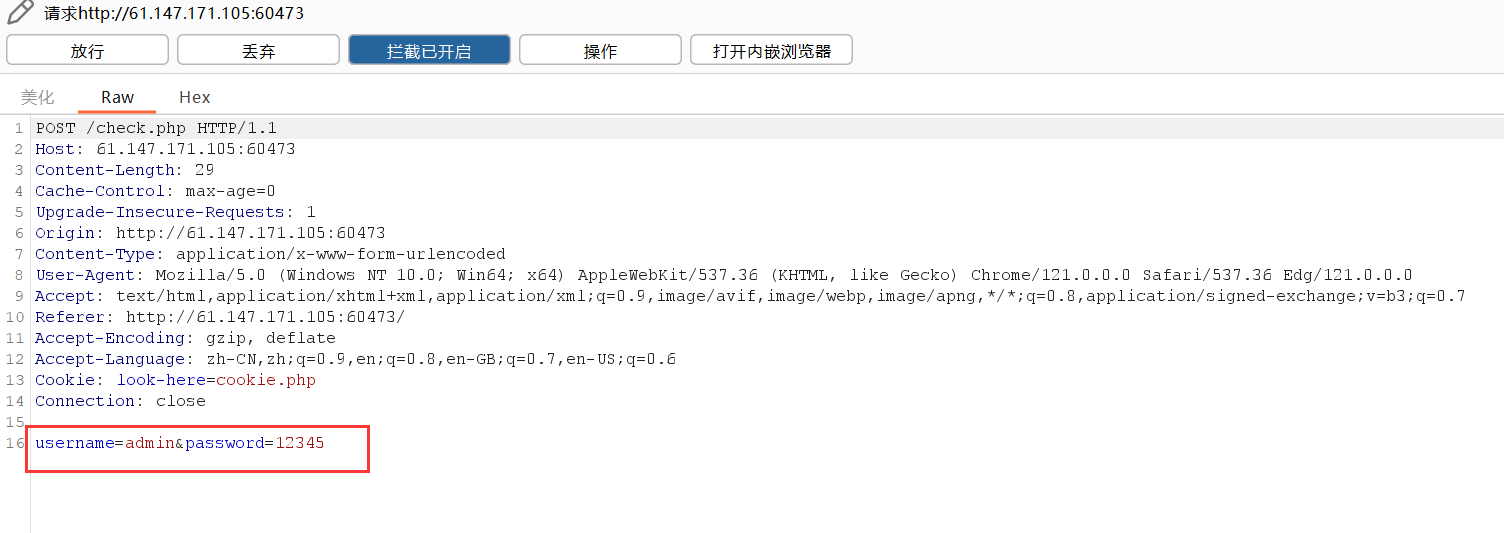 请求http://61.147.171.105:60473
放行 丢弃 拦截已开启 操作 打开内嵌浏览器
美化 Raw Hex
1 POST /check.php HTTP/1.1
2 Host: 61.147.171.105:60473
3 Content-Length: 29
4 Cache-Control: max-age=0
5 Upgrade-Insecure-Requests: 1
6 Origin: http://61.147.171.105:60473
7 Content-Type: application/x-www-form-urlencoded
8 User-Agent: Mozilla/5.0 (Windows NT 10.0; Win64; x64) AppleWebKit/537.36 (KHTML, like Gecko) Chrome/121.0.0.0 Safari/537.36 Edg/121.0.0.0
9 Accept: text/html,application/xhtml+xml,application/xml;q=0.9,image/avif,image/webp,image/apng,*/*;q=0.8,application/signed-exchange;v=b3;q=0.7
10 Referer: http://61.147.171.105:60473/
11 Accept-Encoding: gzip, deflate
12 Accept-Language: zh-CN,zh;q=0.9,en;q=0.8,en-GB;q=0.7,en-US;q=0.6
13 Cookie: look-here=cookie.php
14 Connection: close
15
16 username=admin&password=12345